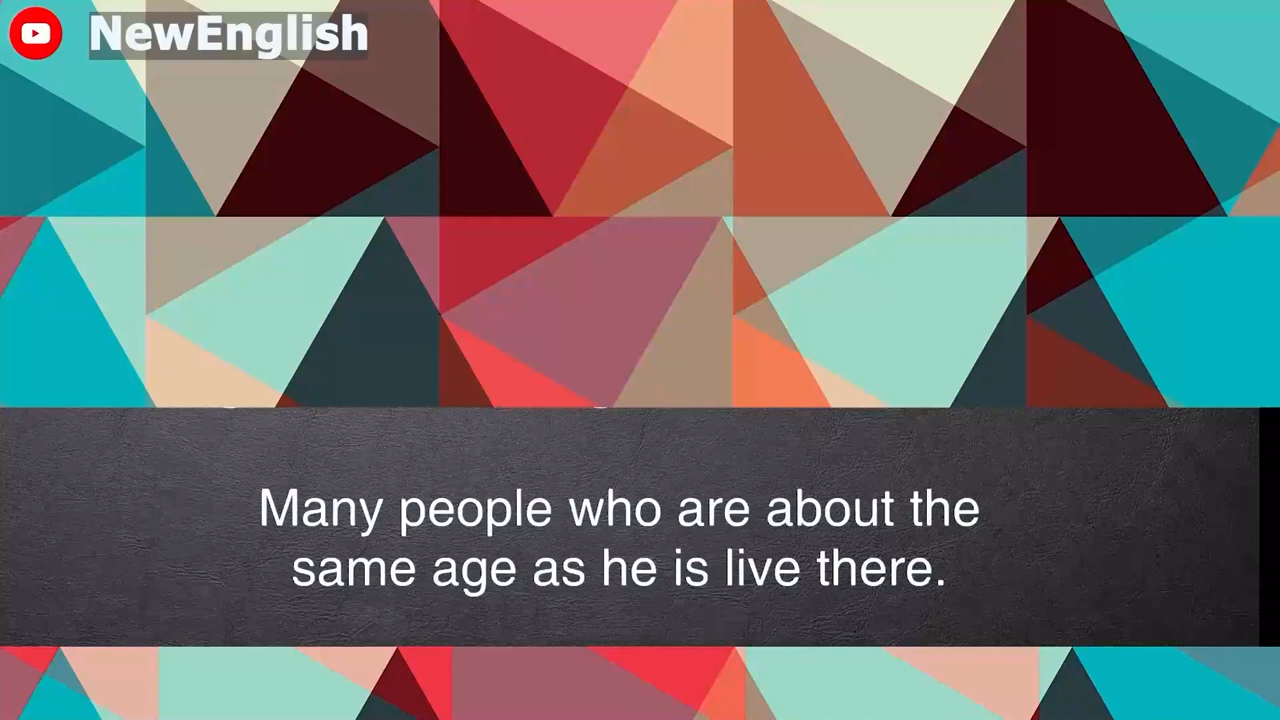 NewEnglish
Many people who are about the
same age as he is live there.